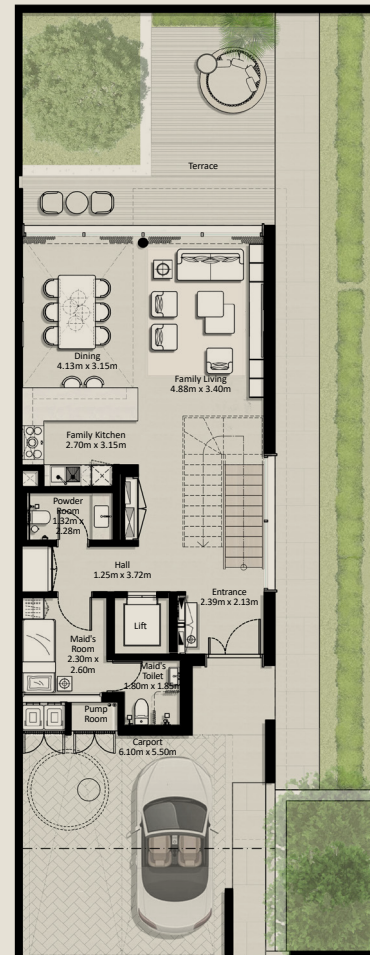 Terrace
Dining
4.13m x 3.15m
Family Living
4.88m x 3.40m
Family Kitchen
2.70m x 3.15m
Powder
Room
1.32m x
2.28m
Hall
1.25m x 3.72m
Entrance
2.39m x 2.13m
Lift
Maid's
Room
2.30m x
2.60m
Maid's
Toilet
1.80m x 1.85m
Pump
Room
Carport
6.10m x 5.50m